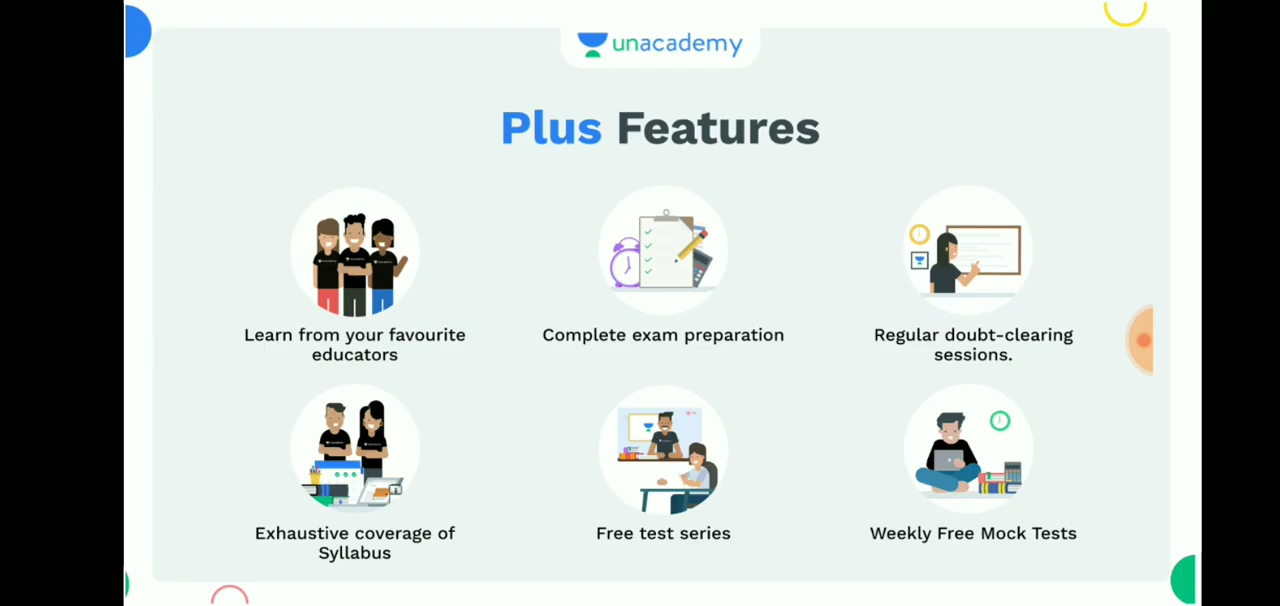 unacademy
Plus Features
Learn from your favourite
educators
Complete exam preparation
Regular doubt-clearing
sessions.
Exhaustive coverage of
Syllabus
Free test series
Weekly Free Mock Tests